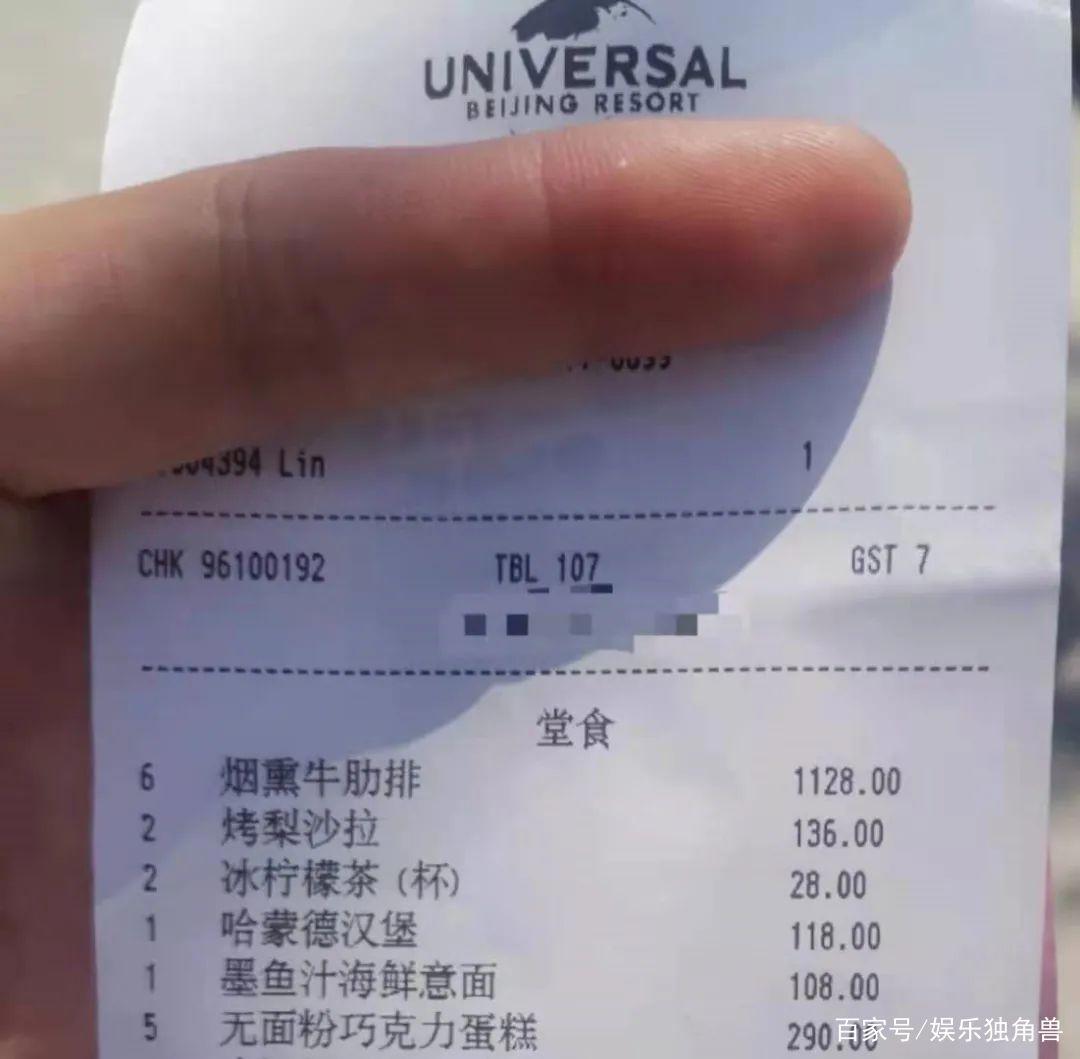 UNIVERSAL
BEIJING RESORT
04394 Lin 1
CHK 96100192 TBL 107 GST 7
堂食
6 烟熏牛肋排 1128.00
2 烤梨沙拉 136.00
2 冰柠檬茶(杯) 28.00
1 哈蒙德汉堡 118.00
1 墨鱼汁海鲜意面 108.00
5 无面粉巧克力蛋糕 290.00
百家号/娱乐独角兽